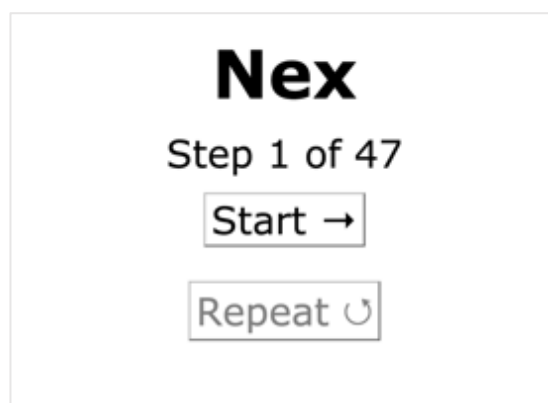 Nex
Step 1 of 47
Start →
Repeat ↺